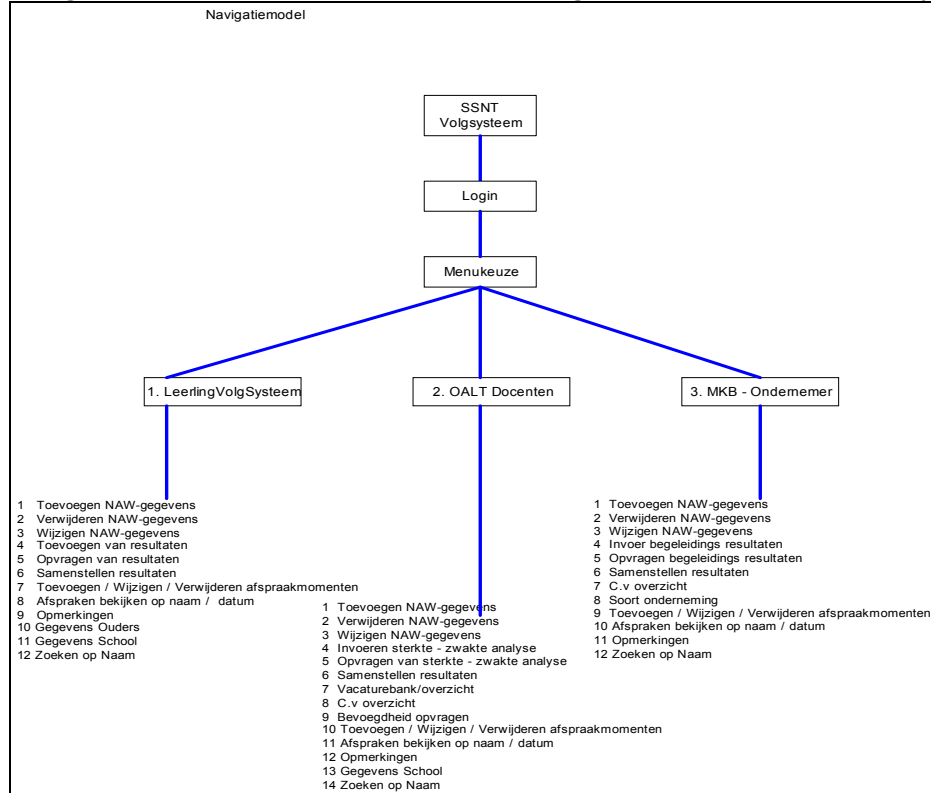 Navigatiemodel
SSNT
Volgsysteem
Login
Menukeuze
1. LeerlingVolgSysteem
2. OALT Docenten
3. MKB - Ondernemer
1 Toevoegen NAW-gegevens
2 Verwijderen NAW-gegevens
3 Wijzigen NAW-gegevens
4 Toevoegen van resultaten
5 Opvragen van resultaten
6 Samenstellen resultaten
7 Toevoegen / Wijzigen / Verwijderen afspraakmomenten
8 Afspraken bekijken op naam / datum
9 Opmerkingen
10 Gegevens Ouders
11 Gegevens School
12 Zoeken op Naam
1 Toevoegen NAW-gegevens
2 Verwijderen NAW-gegevens
3 Wijzigen NAW-gegevens
4 Invoeren sterkte - zwakte analyse
5 Opvragen van sterkte - zwakte analyse
6 Samenstellen resultaten
7 Vacaturebank/overzicht
8 C.v overzicht
9 Bevoegdheid opvragen
10 Toevoegen / Wijzigen / Verwijderen afspraakmomenten
11 Afspraken bekijken op naam / datum
12 Opmerkingen
13 Gegevens School
14 Zoeken op Naam
1 Toevoegen NAW-gegevens
2 Verwijderen NAW-gegevens
3 Wijzigen NAW-gegevens
4 Invoer begeleidings resultaten
5 Opvragen begeleidings resultaten
6 Samenstellen resultaten
7 C.v overzicht
8 Soort onderneming
9 Toevoegen / Wijzigen / Verwijderen afspraakmomenten
10 Afspraken bekijken op naam / datum
11 Opmerkingen
12 Zoeken op Naam